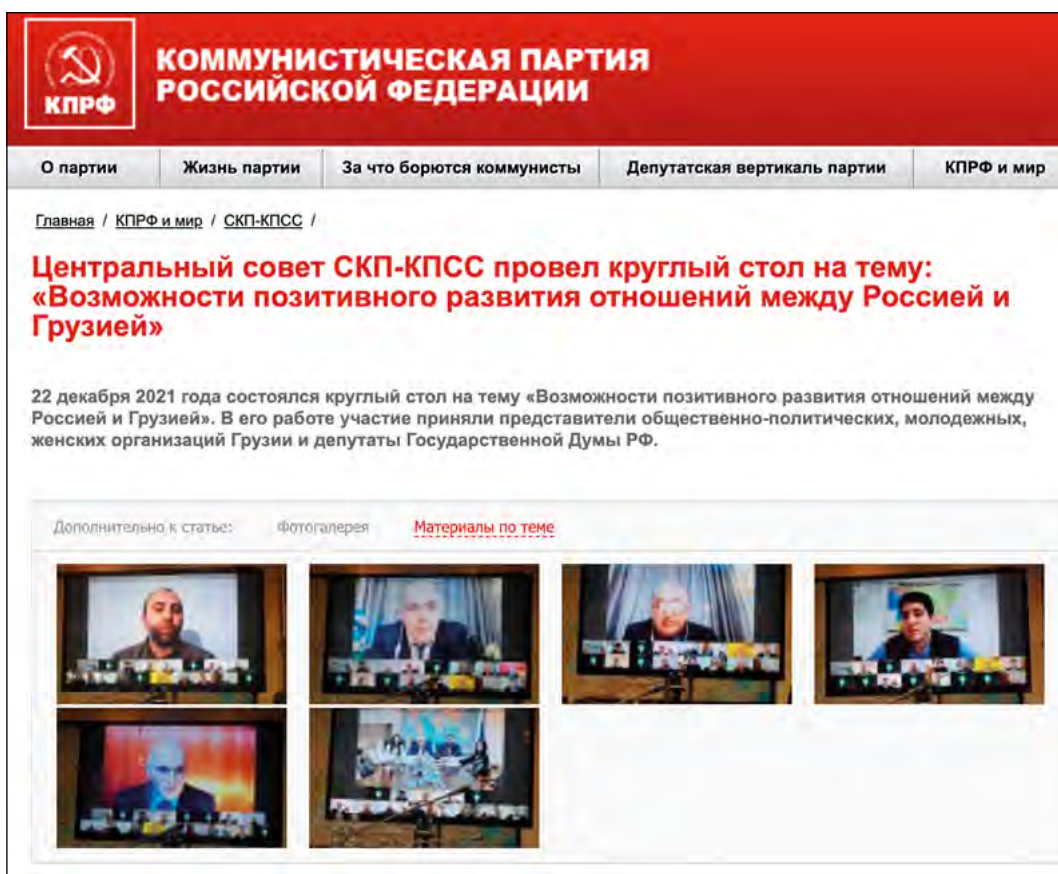 КПРФ
КОММУНИСТИЧЕСКАЯ ПАРТИЯ
РОССИЙСКОЙ ФЕДЕРАЦИИ
О партии Жизнь партии За что борются коммунисты Депутатская вертикаль партии КПРФ и мир
Главная / КПРФ и мир / СКП-КПСС /
Центральный совет СКП-КПСС провел круглый стол на тему:
«Возможности позитивного развития отношений между Россией и
Грузией»
22 декабря 2021 года состоялся круглый стол на тему «Возможности позитивного развития отношений между
Россией и Грузией». В его работе участие приняли представители общественно-политических, молодежных,
женских организаций Грузии и депутаты Государственной Думы РФ.
Дополнительно к статье: Фотогалерея Материалы по теме